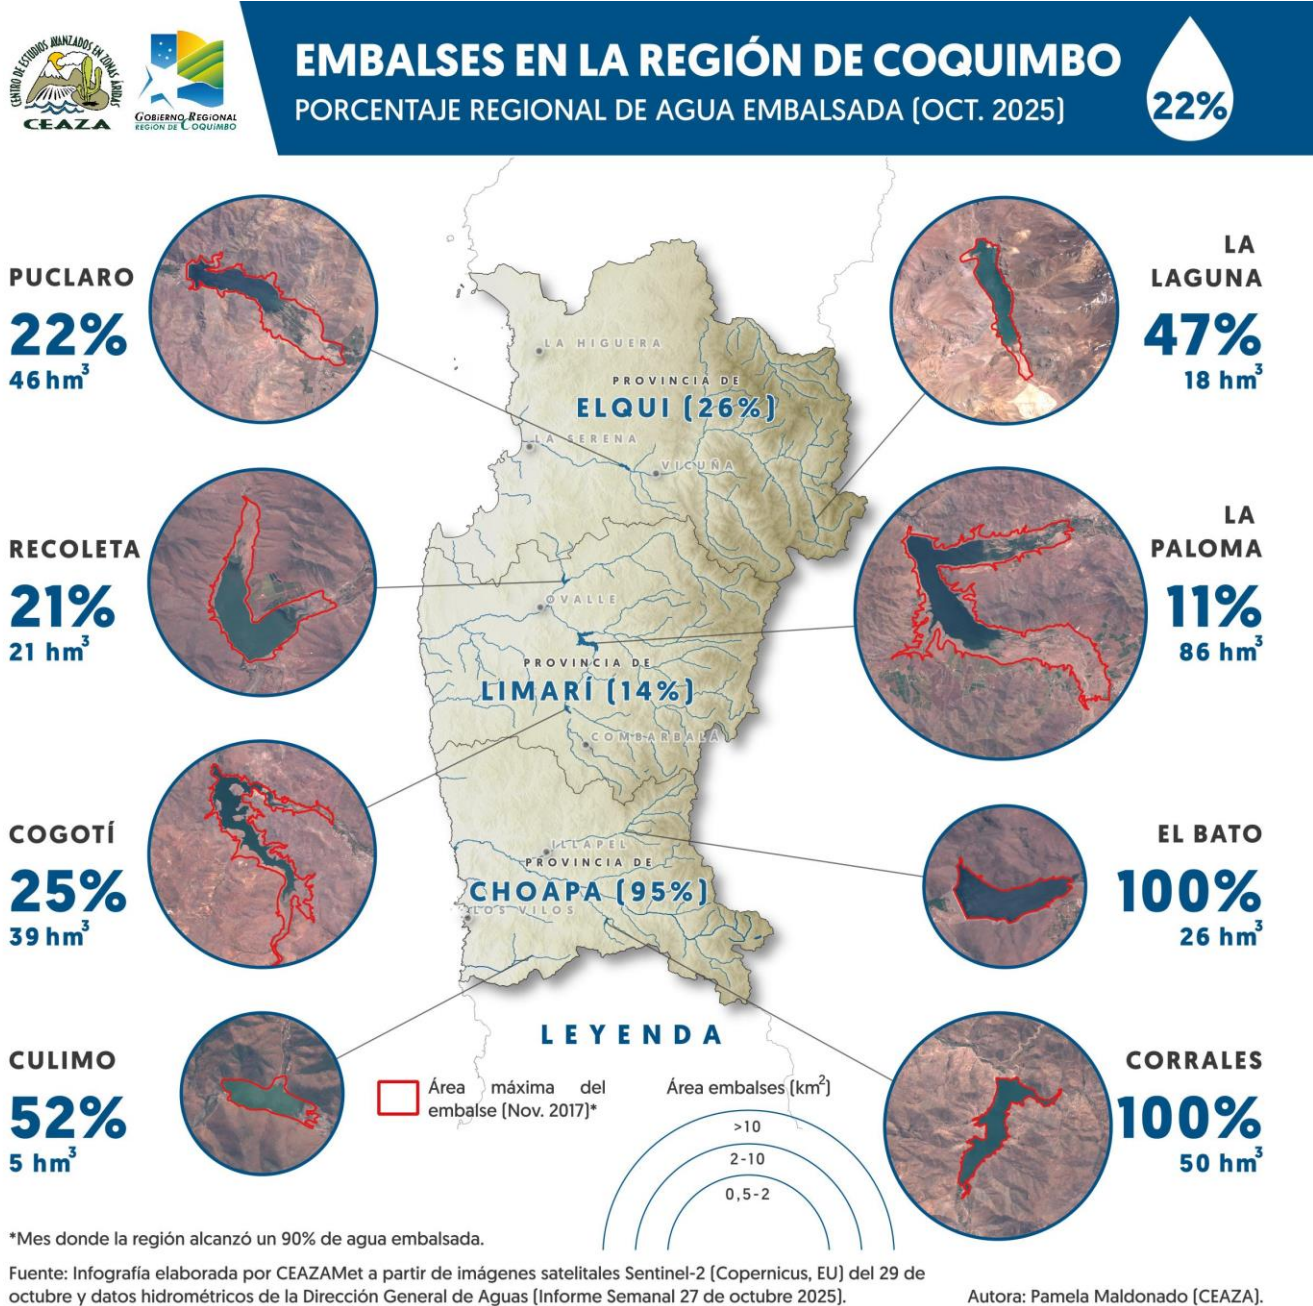 CENTRO DE ESTUDIOS AVANZADOS EN ZONAS ÁRIDAS
CEAZA
GOBIERNO REGIONAL
REGIÓN DE COQUIMBO
EMBALSES EN LA REGIÓN DE COQUIMBO
PORCENTAJE REGIONAL DE AGUA EMBALSADA (OCT. 2025)
22%
PUCLARO
22%
46 hm³
RECOLETA
21%
21 hm³
COGOTÍ
25%
39 hm³
CULIMO
52%
5 hm³
LA HIGUERA
PROVINCIA DE
ELQUI (26%)
LA SERENA
VICUÑA
OVALLE
PROVINCIA DE
LIMARÍ (14%)
COMBARBALÁ
ILLAPEL
PROVINCIA DE
CHOAPA (95%)
LOS VILOS
LA
LAGUNA
47%
18 hm³
LA
PALOMA
11%
86 hm³
EL BATO
100%
26 hm³
CORRALES
100%
50 hm³
LEYENDA
Área máxima del
embalse (Nov. 2017)*
Área embalses (km²)
>10
2-10
0,5-2
*Mes donde la región alcanzó un 90% de agua embalsada.
Fuente: Infografía elaborada por CEAZAMet a partir de imágenes satelitales Sentinel-2 (Copernicus, EU) del 29 de
octubre y datos hidrométricos de la Dirección General de Aguas (Informe Semanal 27 de octubre 2025).
Autora: Pamela Maldonado (CEAZA).